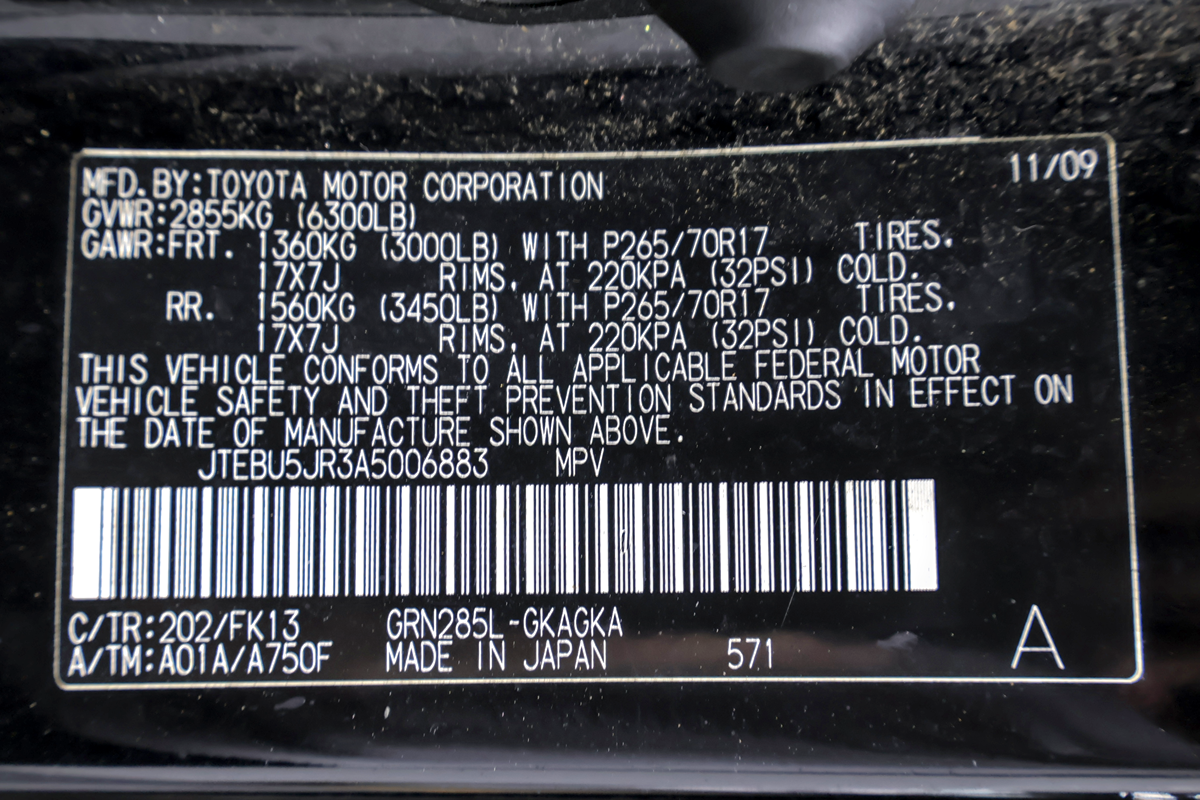 11/09
MFD.BY:TOYOTA MOTOR CORPORATION
GVWR:2855KG (6300LB)
GAWR:FRT. 1360KG (3000LB) WITH P265/70R17 TIRES.
17X7J RIMS, AT 220KPA (32PSI) COLD.
RR. 1560KG (3450LB) WITH P265/70R17 TIRES.
17X7J RIMS, AT 220KPA (32PSI) COLD.
THIS VEHICLE CONFORMS TO ALL APPLICABLE FEDERAL MOTOR
VEHICLE SAFETY AND THEFT PREVENTION STANDARDS IN EFFECT ON
THE DATE OF MANUFACTURE SHOWN ABOVE.
JTEBU5JR3A5006883 MPV
C/TR:202/FK13 GRN285L-GKAGKA
A/TM:A01A/A750F MADE IN JAPAN 571 A